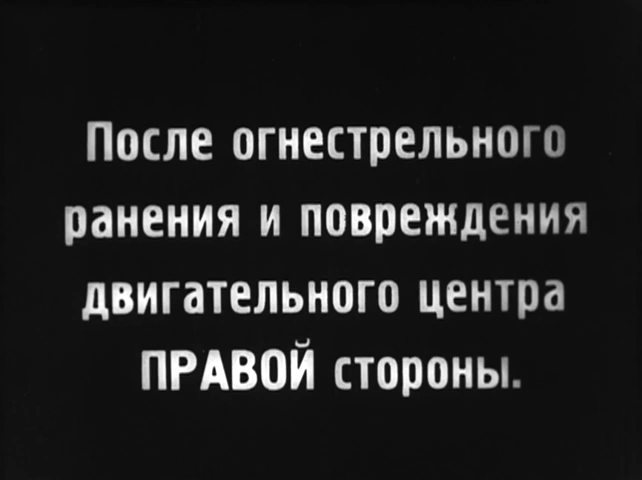 После огнестрельного
ранения и повреждения
двигательного центра
ПРАВОЙ стороны.